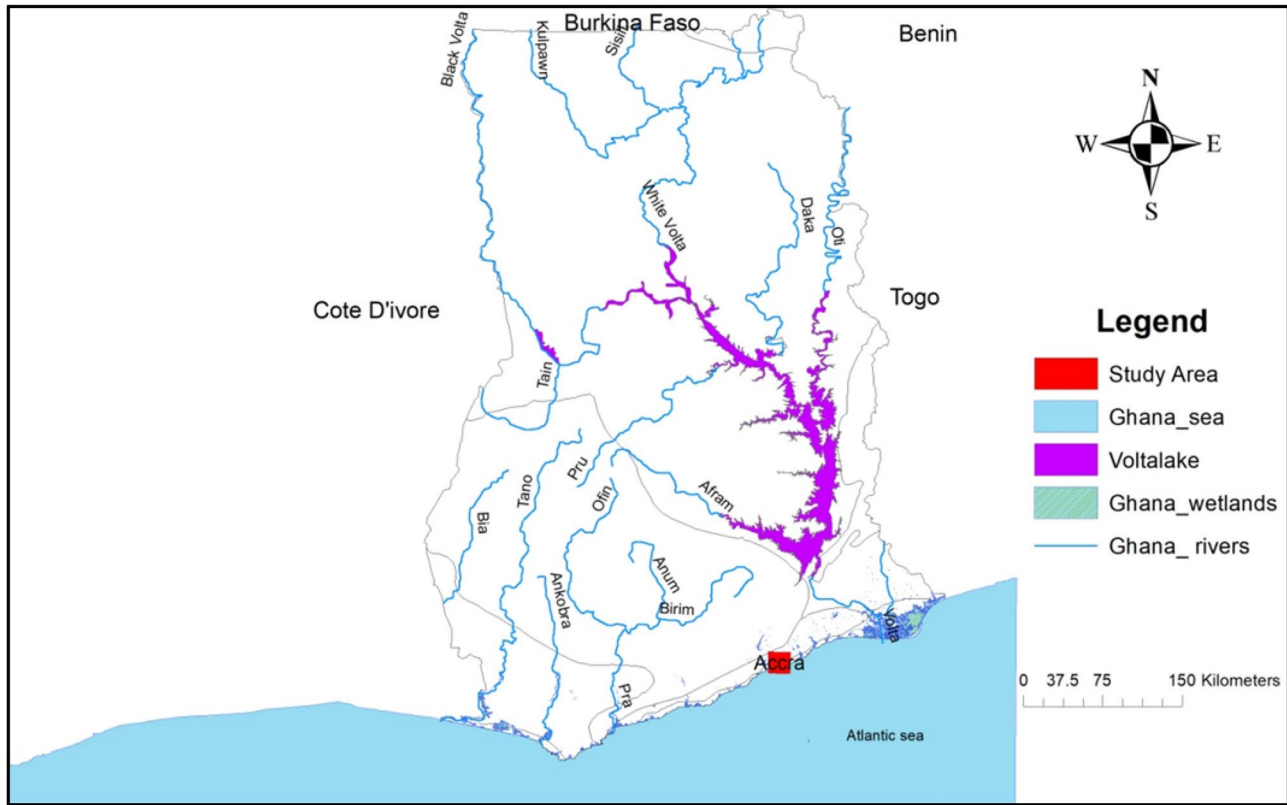 Burkina Faso
Benin
Black Volta
Kulpawn
Sisili
N
W
E
S
White Volta
Daka
Oti
Cote D'ivore
Togo
Tain
Legend
Study Area
Ghana_sea
Voltalake
Ghana_wetlands
Ghana_ rivers
Bia
Tano
Pru
Ofin
Afram
Ankobra
Anum
Birim
Volta
Accra
Pra
0 37.5 75 150 Kilometers
Atlantic sea